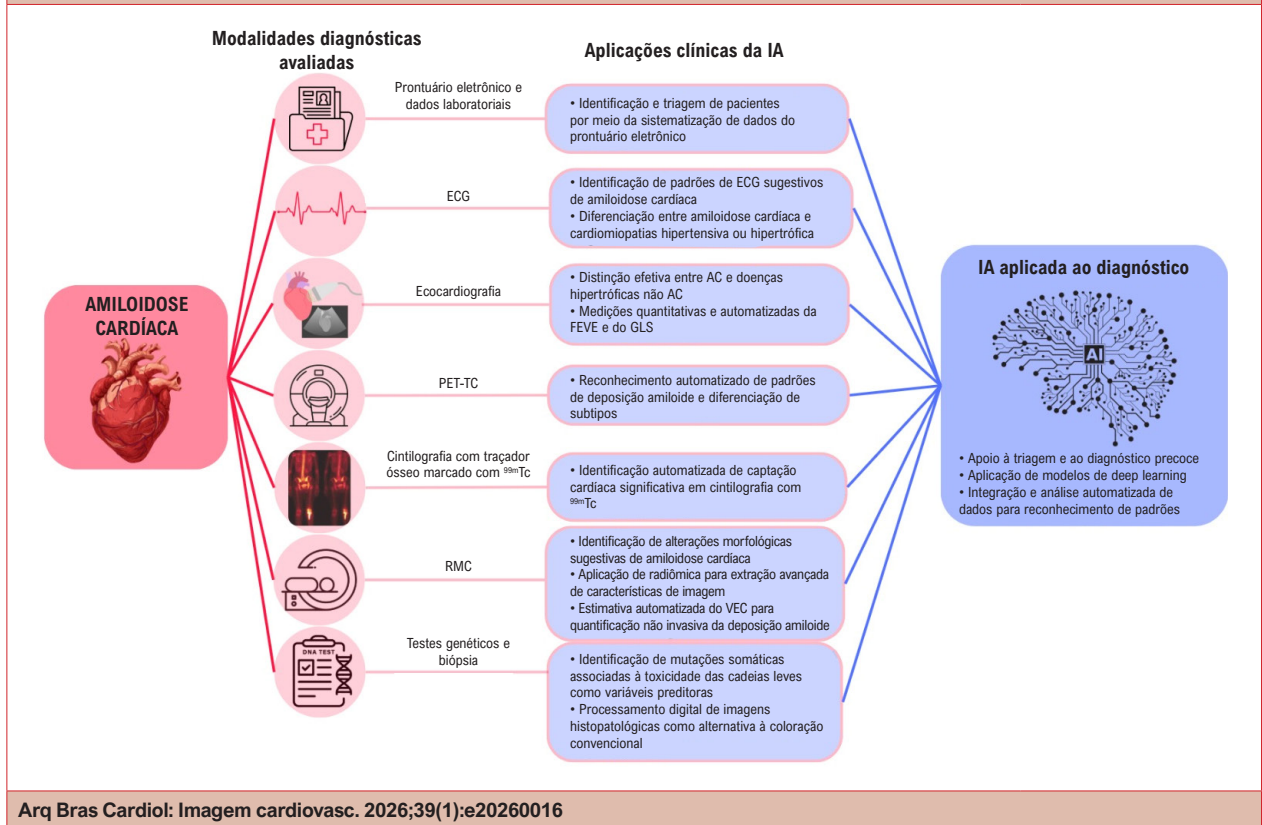 Modalidades diagnósticas
avaliadas
Aplicações clínicas da IA
AMILOIDOSE
CARDÍACA
Prontuário eletrônico e
dados laboratoriais
• Identificação e triagem de pacientes
por meio da sistematização de dados do
prontuário eletrônico
ECG
• Identificação de padrões de ECG sugestivos
de amiloidose cardíaca
• Diferenciação entre amiloidose cardíaca e
cardiomiopatias hipertensiva ou hipertrófica
Ecocardiografia
• Distinção efetiva entre AC e doenças
hipertróficas não AC
• Medições quantitativas e automatizadas da
FEVE e do GLS
PET-TC
• Reconhecimento automatizado de padrões
de deposição amiloide e diferenciação de
subtipos
Cintilografia com traçador
ósseo marcado com ⁹⁹ᵐTc
• Identificação automatizada de captação
cardíaca significativa em cintilografia com
⁹⁹ᵐTc
RMC
• Identificação de alterações morfológicas
sugestivas de amiloidose cardíaca
• Aplicação de radiômica para extração avançada
de características de imagem
• Estimativa automatizada do VEC para
quantificação não invasiva da deposição amiloide
Testes genéticos e
biópsia
DNA TEST
• Identificação de mutações somáticas
associadas à toxicidade das cadeias leves
como variáveis preditoras
• Processamento digital de imagens
histopatológicas como alternativa à coloração
convencional
IA aplicada ao diagnóstico
AI
• Apoio à triagem e ao diagnóstico precoce
• Aplicação de modelos de deep learning
• Integração e análise automatizada de
dados para reconhecimento de padrões
Arq Bras Cardiol: Imagem cardiovasc. 2026;39(1):e20260016